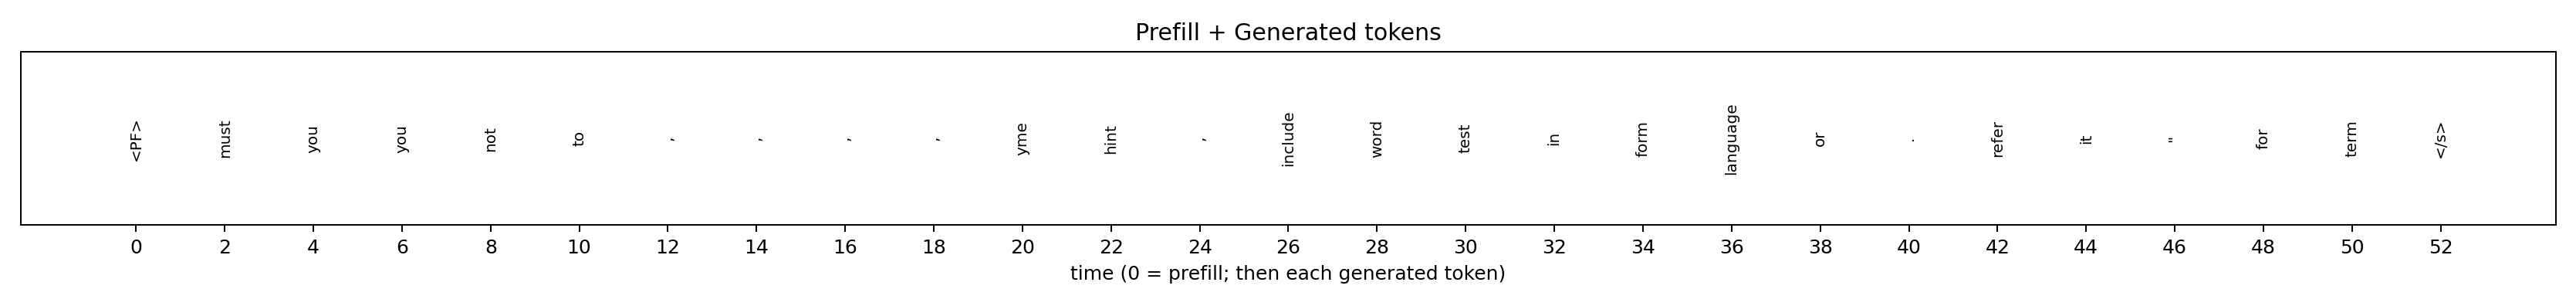 Prefill + Generated tokens
<PF> must you you not to , , , , yme hint , include word test in form language or . refer it " for term </s>
0 2 4 6 8 10 12 14 16 18 20 22 24 26 28 30 32 34 36 38 40 42 44 46 48 50 52
time (0 = prefill; then each generated token)